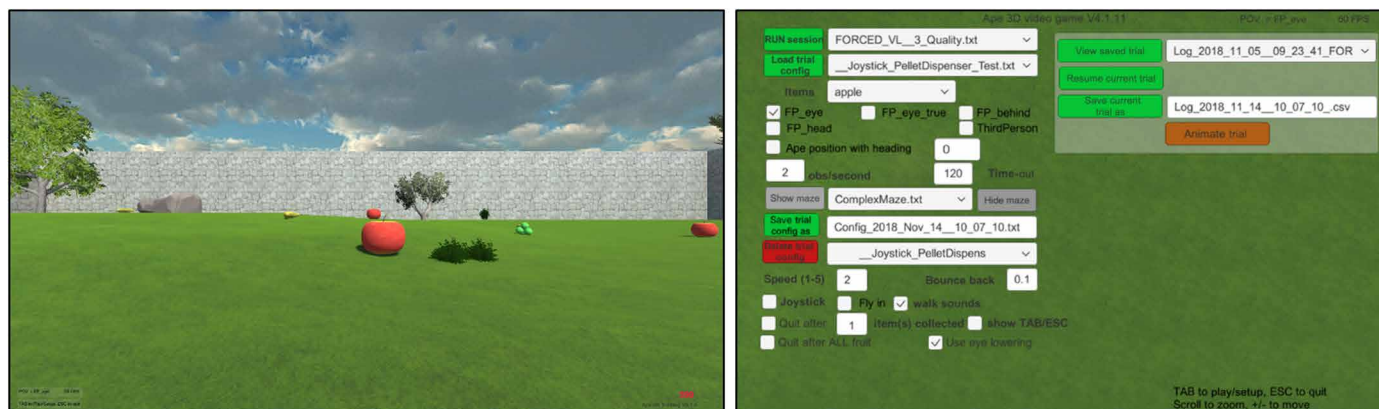 Ape 3D video game V4.1.11 POV. = FP_eye 60 FPS
RUN session FORCED_VL__3_Quality.txt
Load trial config __Joystick_PelletDispenser_Test.txt
Items apple
FP_eye FP_eye_true FP_behind
FP_head ThirdPerson
Ape position with heading 0
2 obs/second 120 Time-out
Show maze ComplexMaze.txt Hide maze
Save trial config as Config_2018_Nov_14__10_07_10.txt
Delete trial config __Joystick_PelletDispens
Speed (1-5) 2 Bounce back 0.1
Joystick Fly in walk sounds
Quit after 1 item(s) collected show TAB/ESC
Quit after ALL fruit Use eye lowering
View saved trial Log_2018_11_05__09_23_41_FOR
Resume current trial
Save current trial as Log_2018_11_14__10_07_10_.csv
Animate trial
TAB to play/setup, ESC to quit
Scroll to zoom, +/- to move